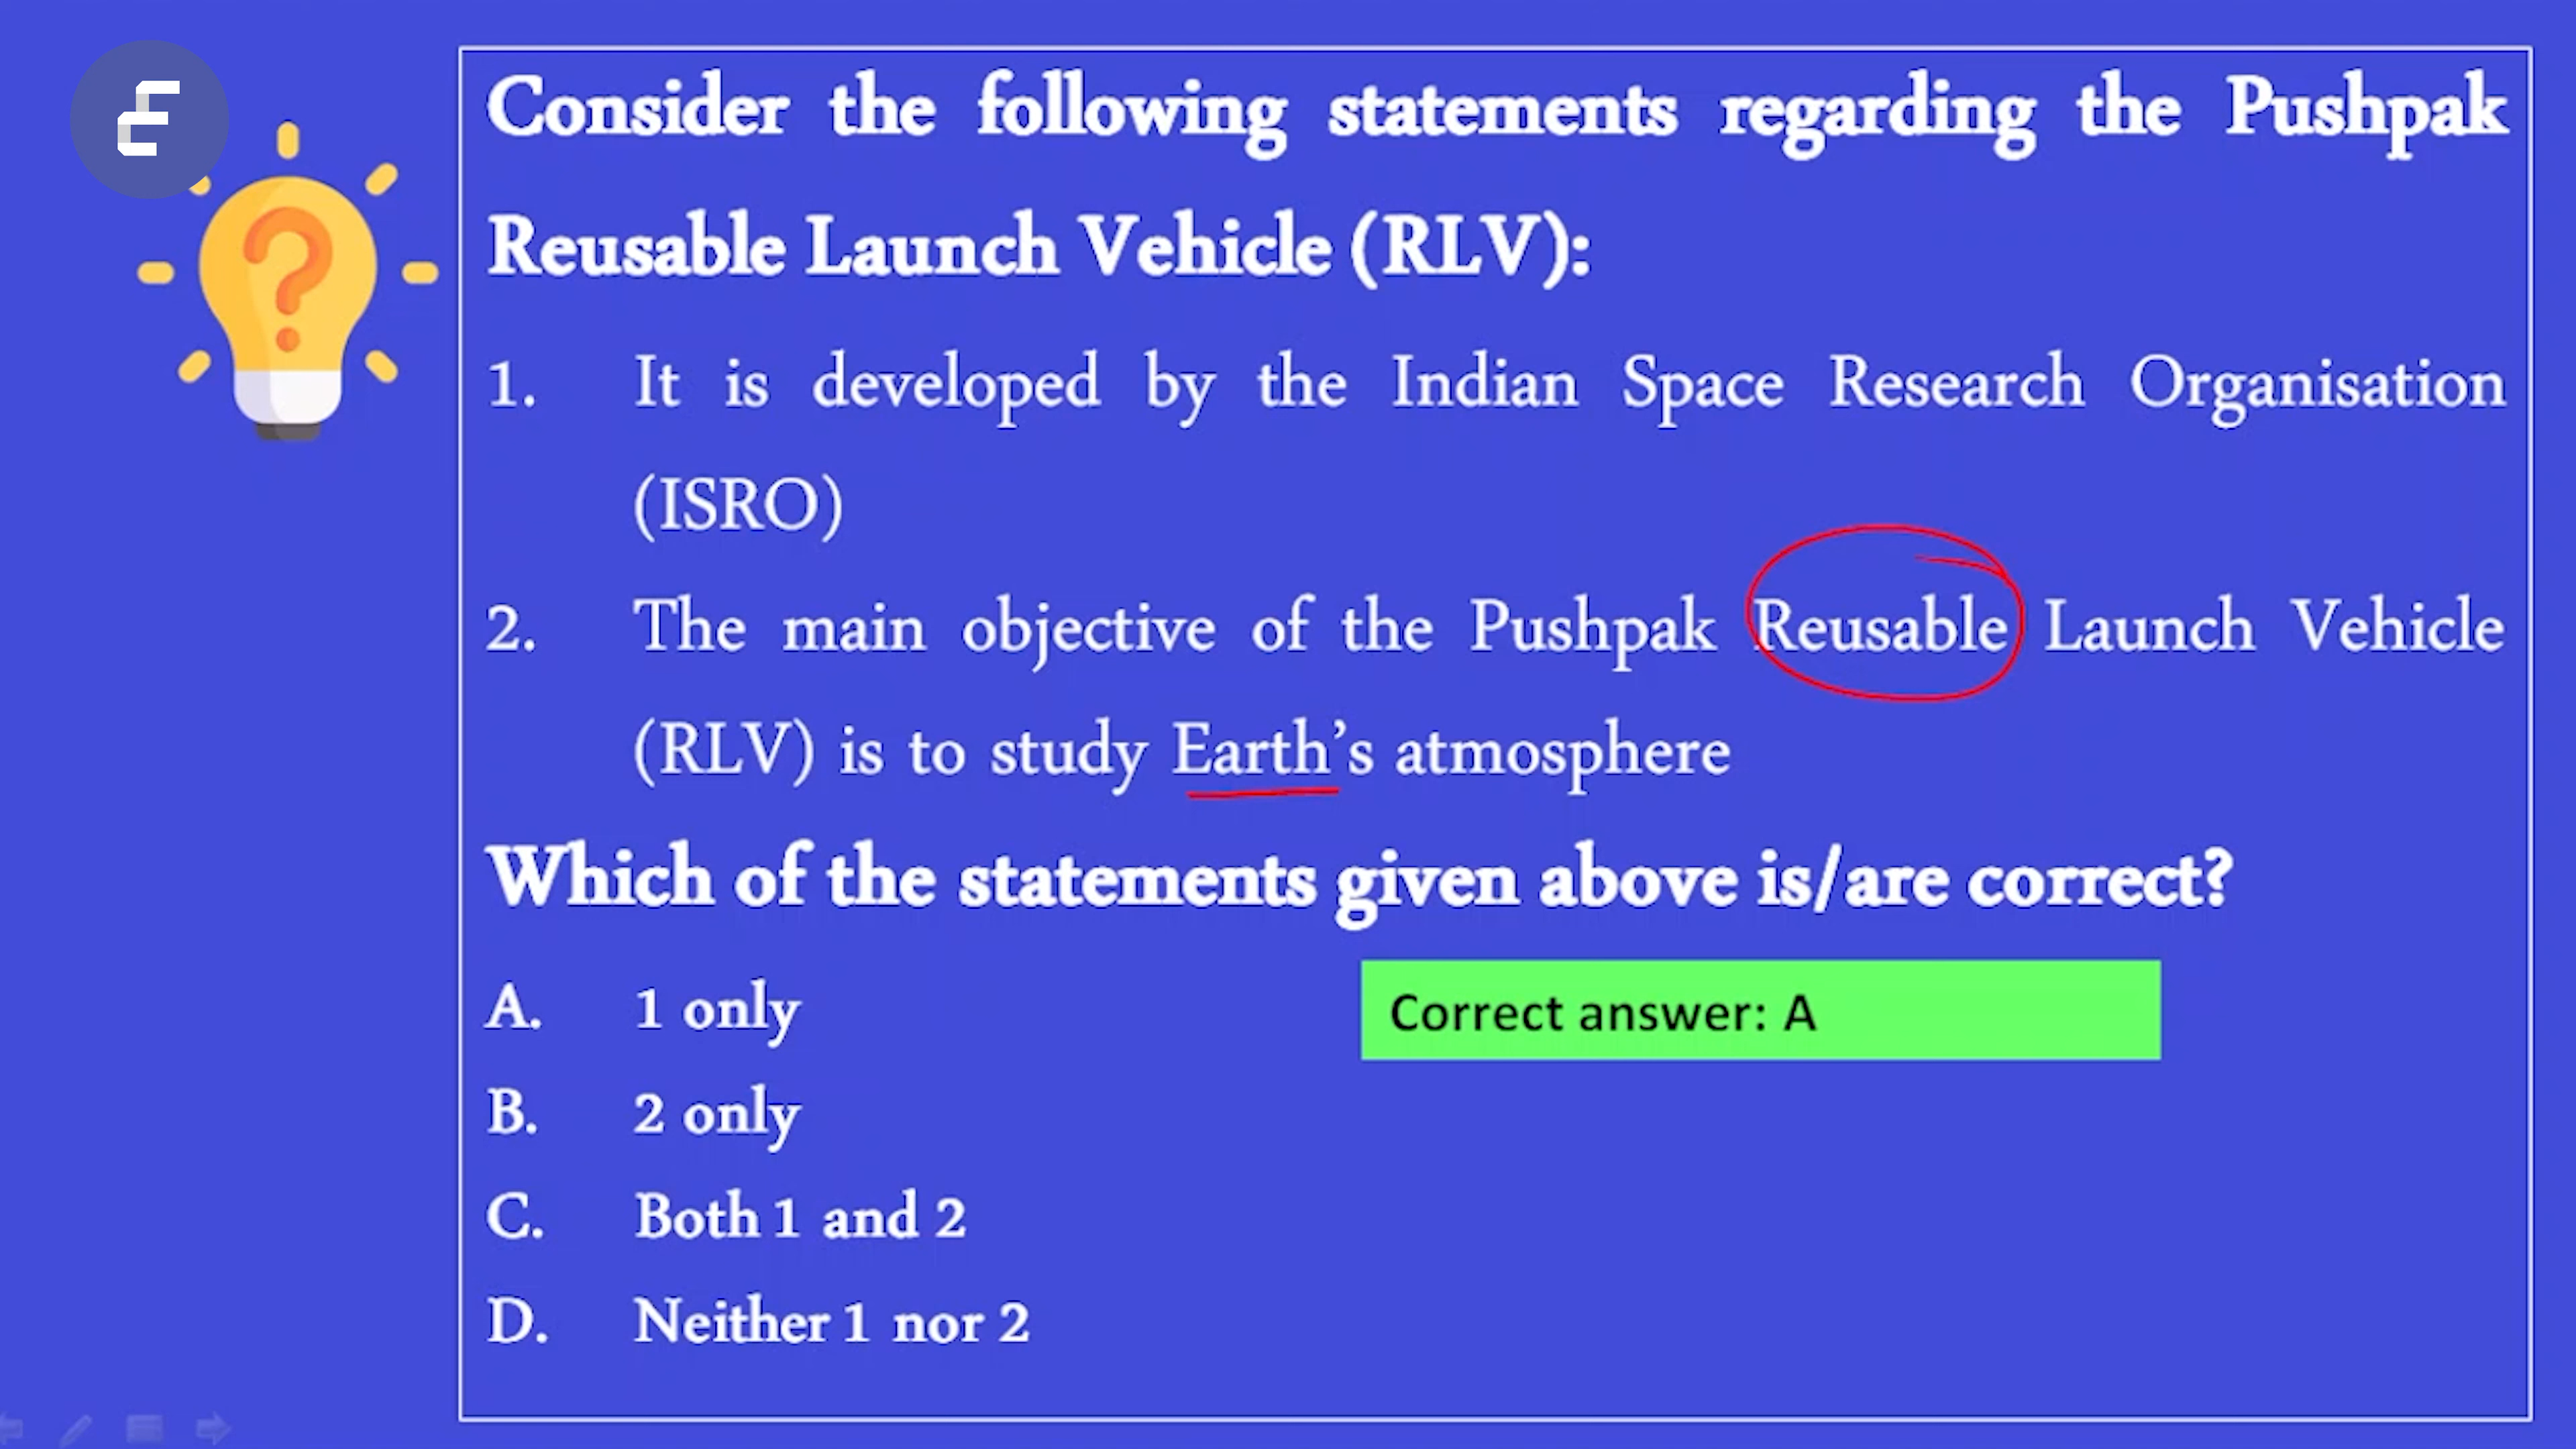 Consider the following statements regarding the Pushpak
Reusable Launch Vehicle (RLV):
1. It is developed by the Indian Space Research Organisation
(ISRO)
2. The main objective of the Pushpak Reusable Launch Vehicle
(RLV) is to study Earth’s atmosphere
Which of the statements given above is/are correct?
A. 1 only
Correct answer: A
B. 2 only
C. Both 1 and 2
D. Neither 1 nor 2